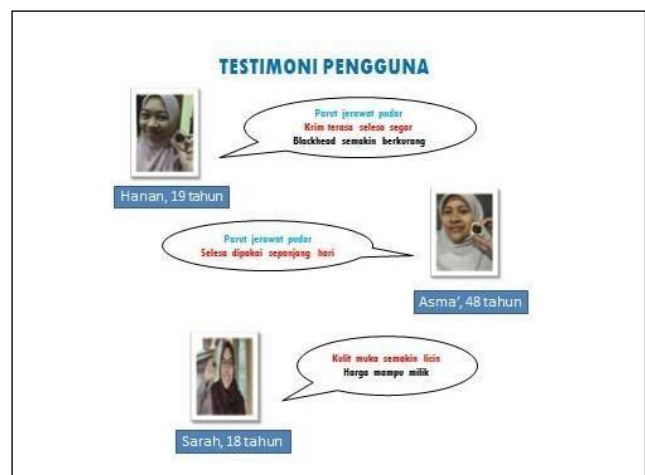 TESTIMONI PENGGUNA
Parut jerawat pudar
Krim terasa selesa segar
Blackhead semakin berkurang
Hanan, 19 tahun
Parut jerawat pudar
Selesa dipakai sepanjang hari
Asma’, 48 tahun
Kulit muka semakin licin
Harga mampu milik
Sarah, 18 tahun